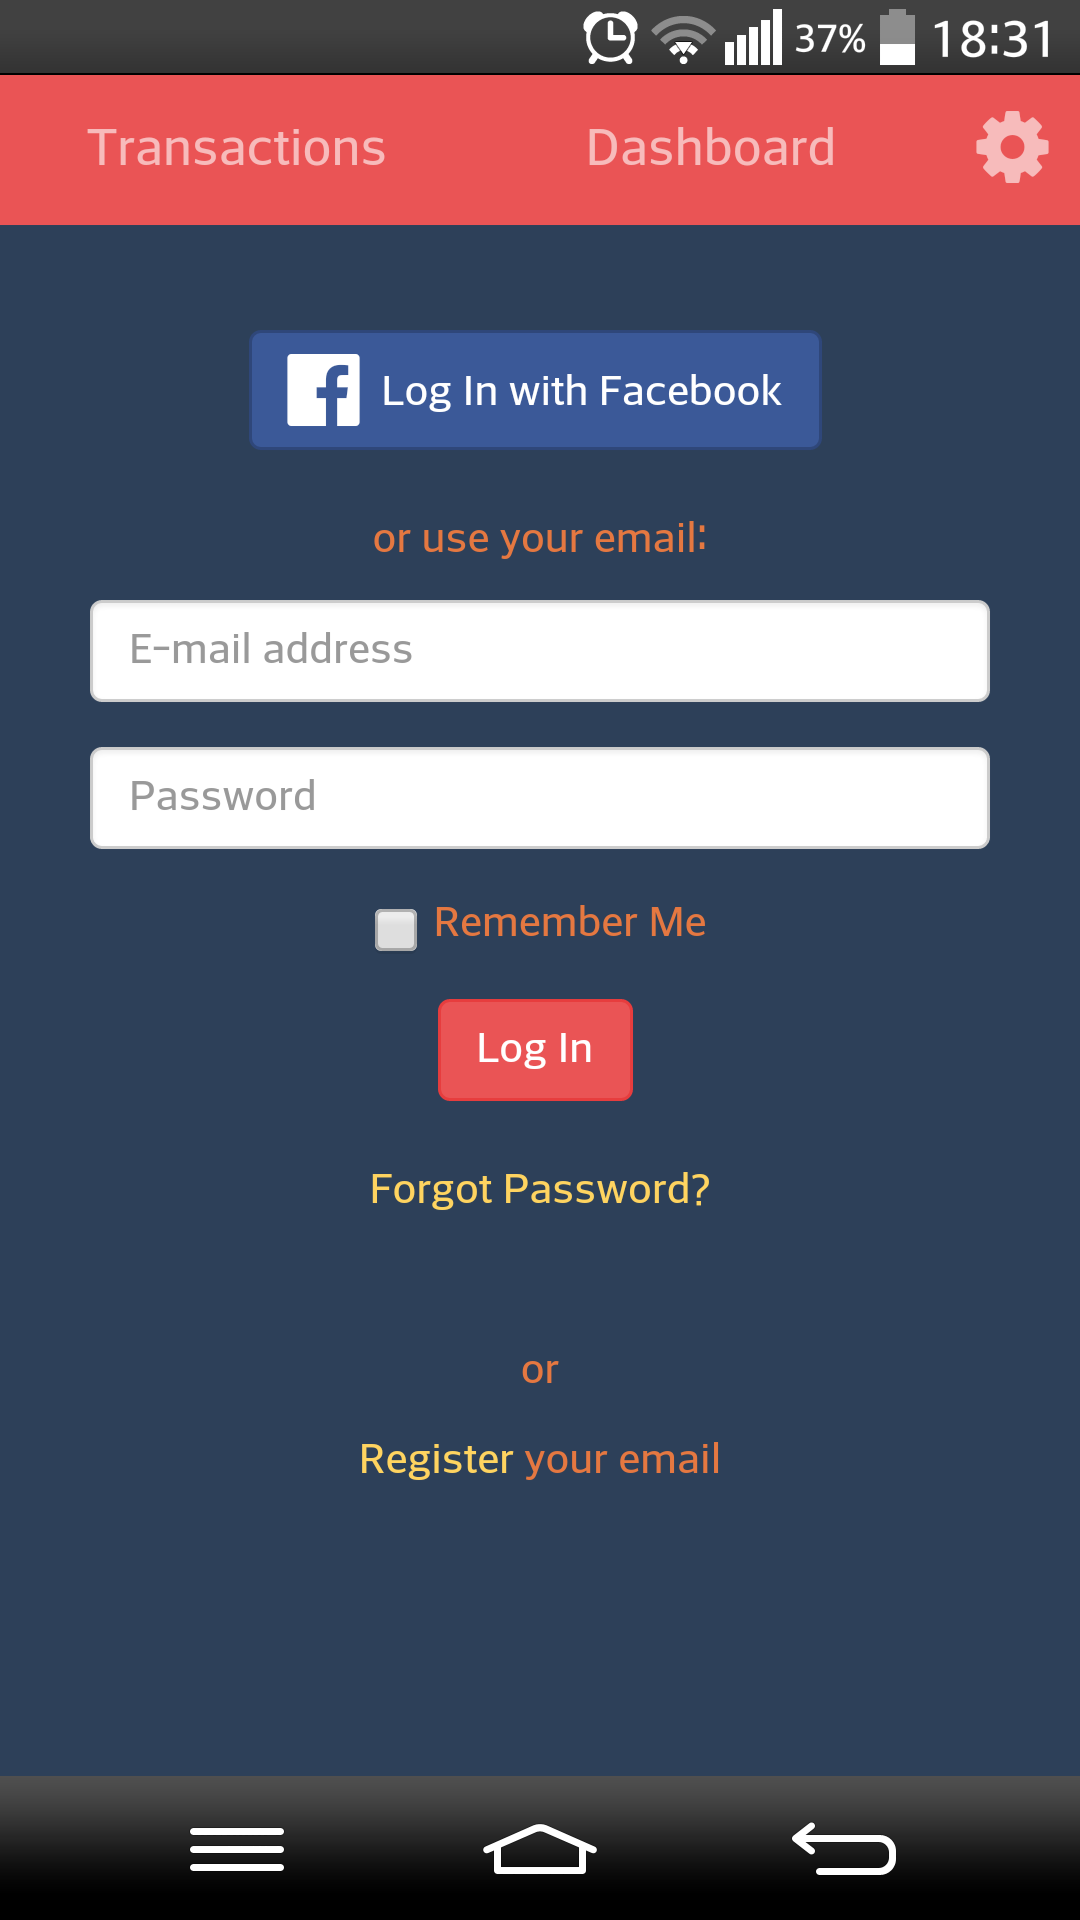 37% 18:31
Transactions Dashboard
Log In with Facebook
or use your email:
E-mail address
Password
Remember Me
Log In
Forgot Password?
or
Register your email